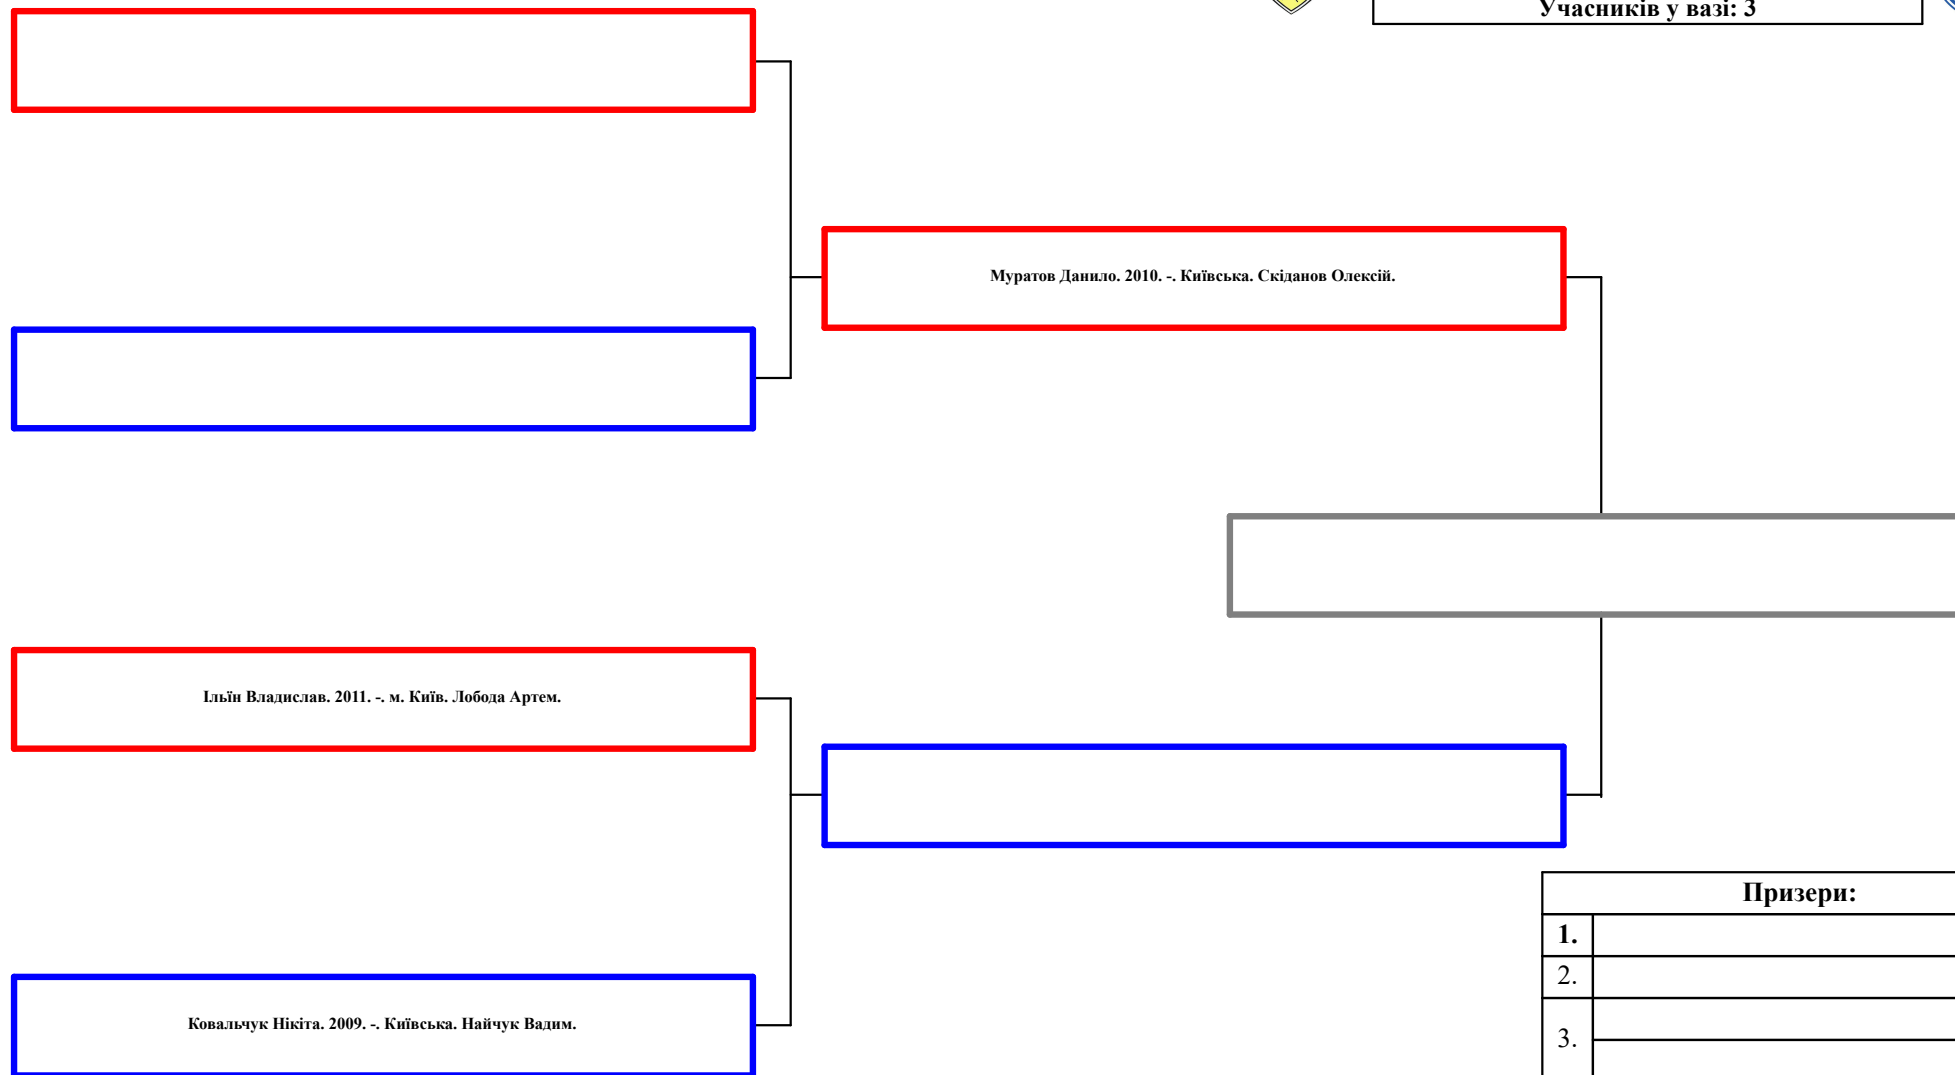 Учасників у вазі: 3
Муратов Данило. 2010. -. Київська. Скіданов Олексій.
Ільїн Владислав. 2011. -. м. Київ. Лобода Артем.
Ковальчук Нікіта. 2009. -. Київська. Найчук Вадим.
Призери:
1.
2.
3.